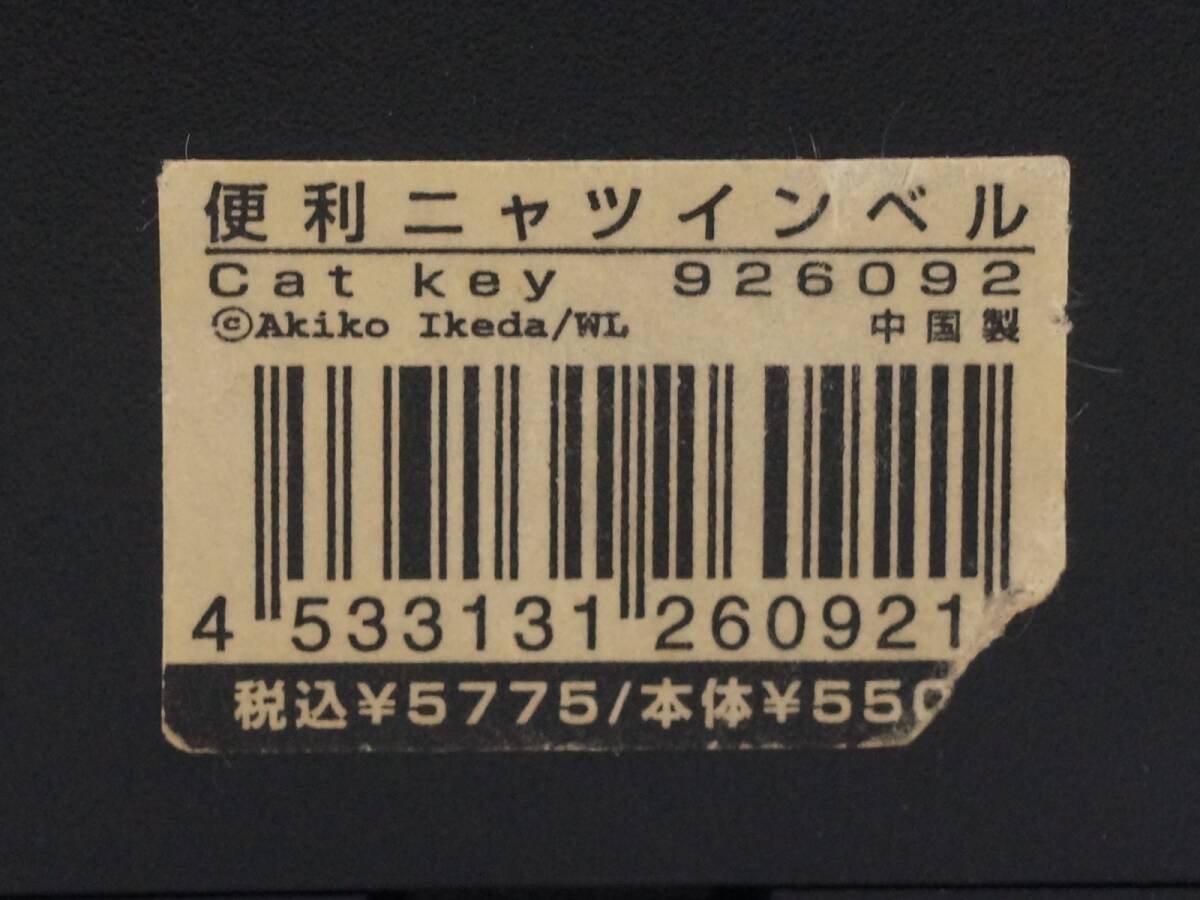 便利ニャツインベル
Cat key 926092
©Akiko Ikeda/WL 中国製
4 533131 260921
税込¥5775/本体¥550